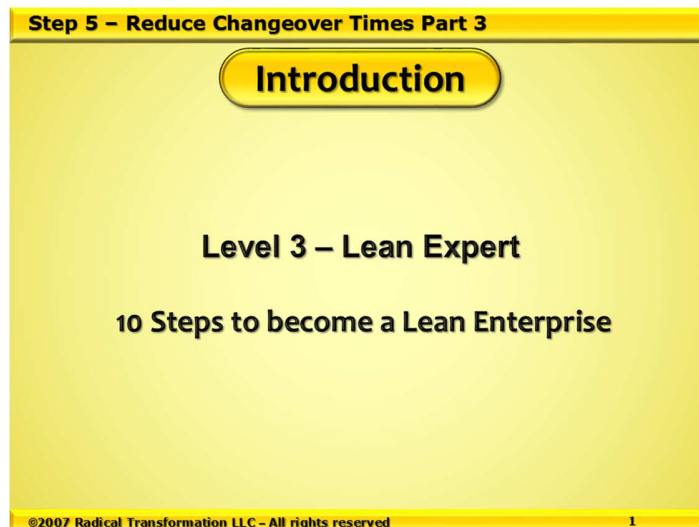 Step 5 – Reduce Changeover Times Part 3
Introduction
Level 3 – Lean Expert
10 Steps to become a Lean Enterprise
©2007 Radical Transformation LLC – All rights reserved 1